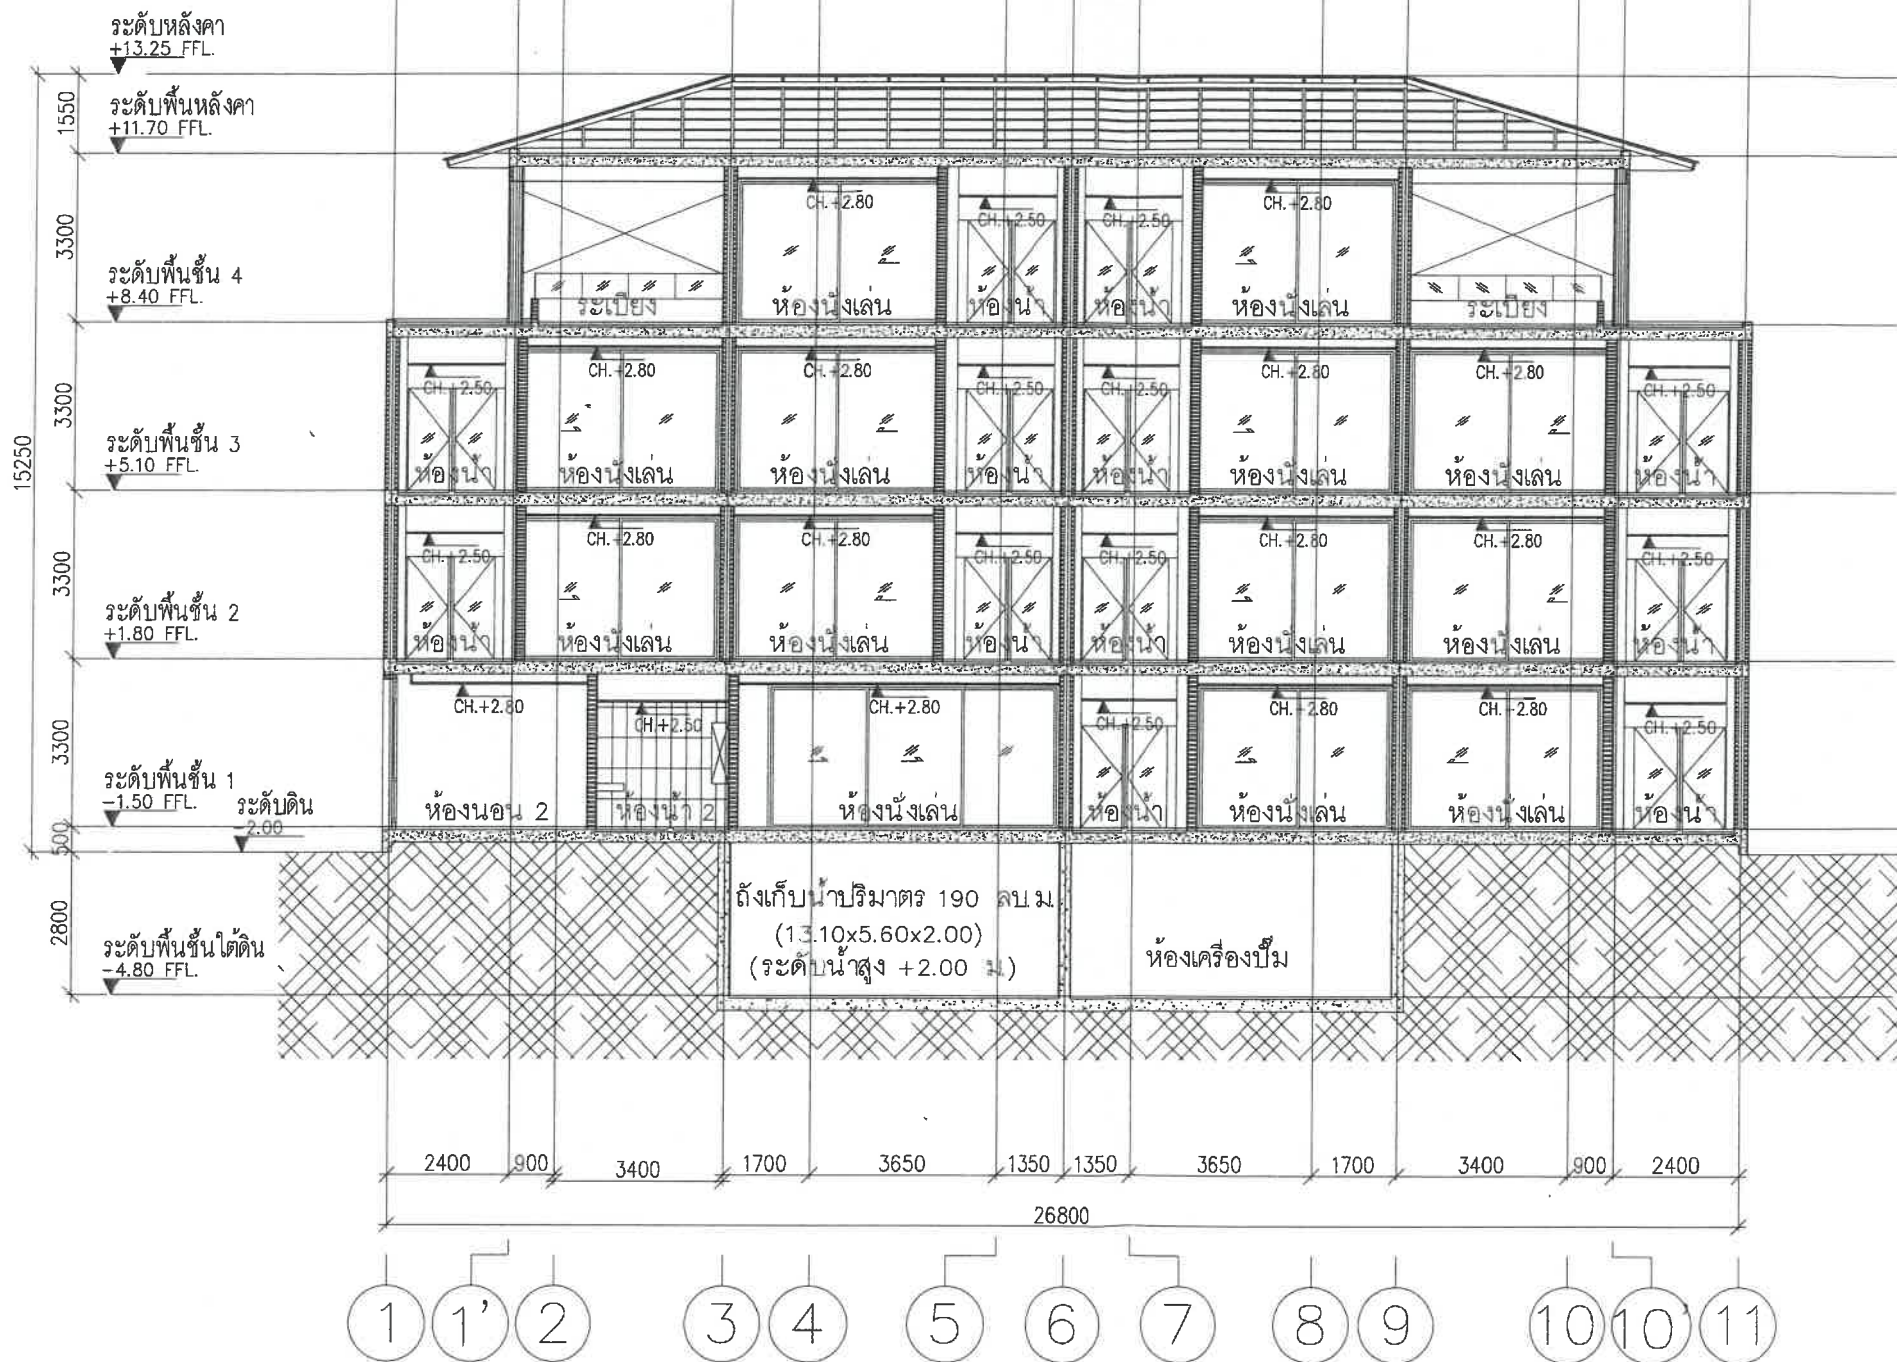 ระดับหลังคา
+13.25 FFL.
ระดับพื้นหลังคา
+11.70 FFL.
ระดับพื้นชั้น 4
+8.40 FFL.
ระดับพื้นชั้น 3
+5.10 FFL.
ระดับพื้นชั้น 2
+1.80 FFL.
ระดับพื้นชั้น 1
-1.50 FFL.
ระดับดิน
-2.00
ระดับพื้นชั้นใต้ดิน
-4.80 FFL.
15250
1550
3300
3300
3300
3300
500
2800
CH.+2.80 CH.+2.50 CH.+2.50 CH.+2.80
ระเบียง ห้องนั่งเล่น ห้องน้ำ ห้องน้ำ ห้องนั่งเล่น ระเบียง
CH.+2.50 CH.+2.80 CH.+2.80 CH.+2.50 CH.+2.50 CH.+2.80 CH.+2.80 CH.+2.50
ห้องน้ำ ห้องนั่งเล่น ห้องนั่งเล่น ห้องน้ำ ห้องน้ำ ห้องนั่งเล่น ห้องนั่งเล่น ห้องน้ำ
CH.+2.50 CH.+2.80 CH.+2.80 CH.+2.50 CH.+2.50 CH.+2.80 CH.+2.80 CH.+2.50
ห้องน้ำ ห้องนั่งเล่น ห้องนั่งเล่น ห้องน้ำ ห้องน้ำ ห้องนั่งเล่น ห้องนั่งเล่น ห้องน้ำ
CH.+2.80 CH.+2.50 CH.+2.80 CH.+2.50 CH.+2.80 CH.+2.80 CH.+2.50
ห้องนอน 2 ห้องน้ำ 2 ห้องนั่งเล่น ห้องน้ำ ห้องนั่งเล่น ห้องนั่งเล่น ห้องน้ำ
ถังเก็บน้ำปริมาตร 190 ลบ.ม.
(13.10x5.60x2.00)
(ระดับน้ำสูง +2.00 ม.)
ห้องเครื่องปั๊ม
2400 900 3400 1700 3650 1350 1350 3650 1700 3400 900 2400
26800
1 1' 2 3 4 5 6 7 8 9 10 10' 11